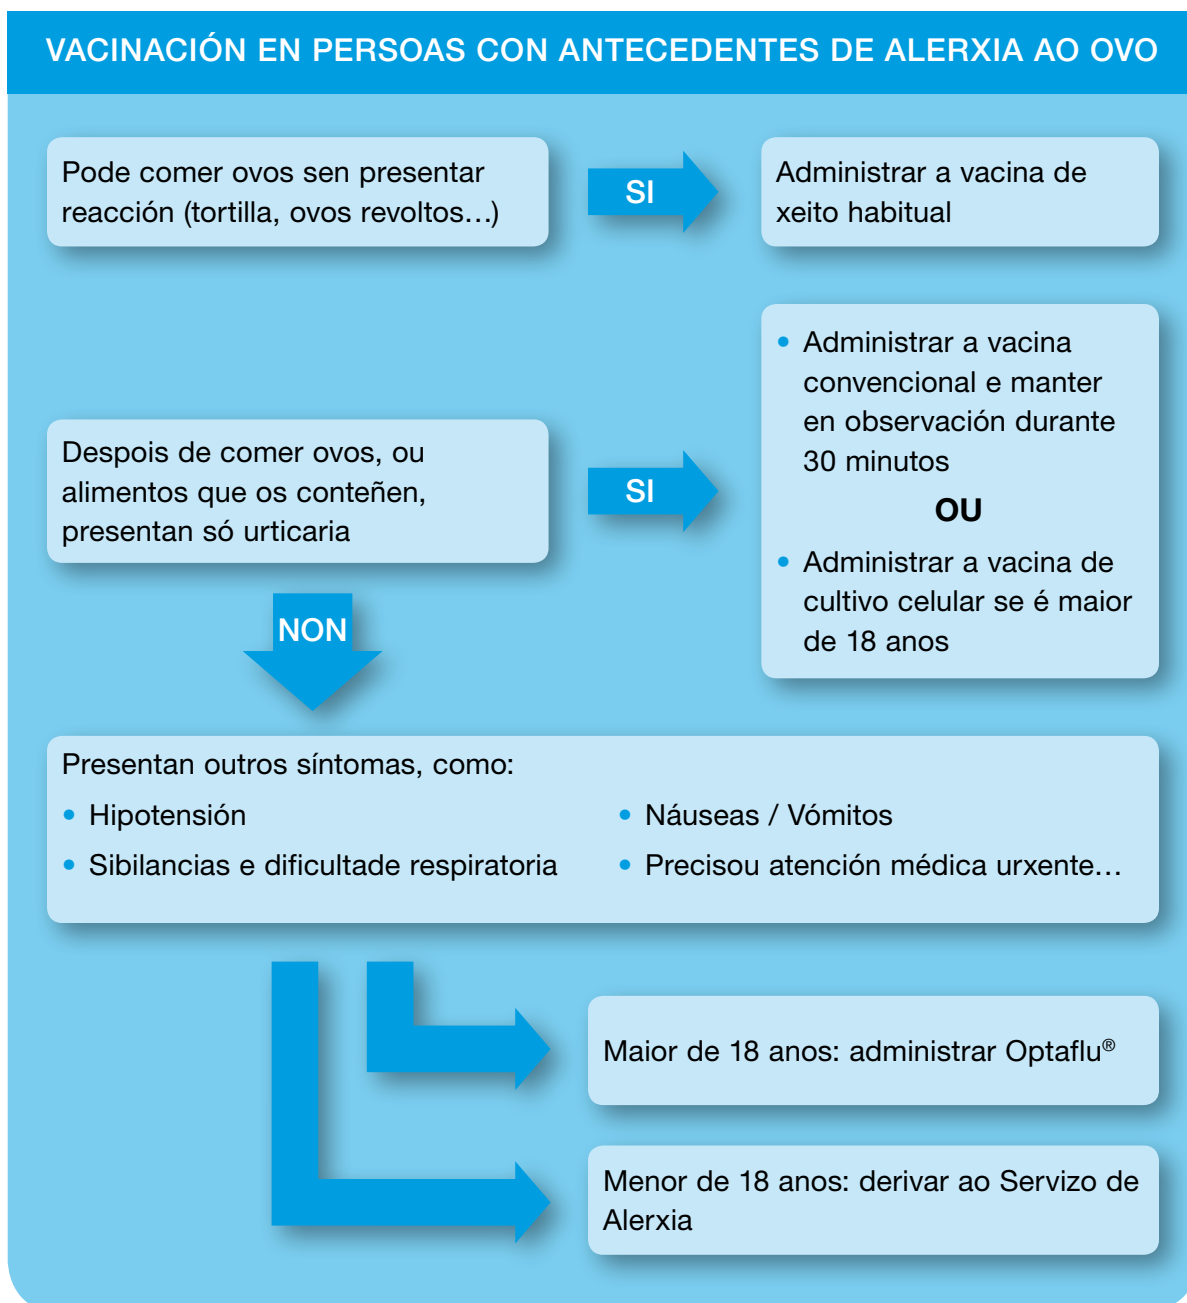 VACINACIÓN EN PERSOAS CON ANTECEDENTES DE ALERXIA AO OVO
Pode comer ovos sen presentar
reacción (tortilla, ovos revoltos…)
SI
Administrar a vacina de
xeito habitual
Despois de comer ovos, ou
alimentos que os conteñen,
presentan só urticaria
SI
• Administrar a vacina
convencional e manter
en observación durante
30 minutos
OU
• Administrar a vacina de
cultivo celular se é maior
de 18 anos
NON
Presentan outros síntomas, como:
• Hipotensión
• Sibilancias e dificultade respiratoria
• Náuseas / Vómitos
• Precisou atención médica urxente…
Maior de 18 anos: administrar Optaflu®
Menor de 18 anos: derivar ao Servizo de
Alerxia